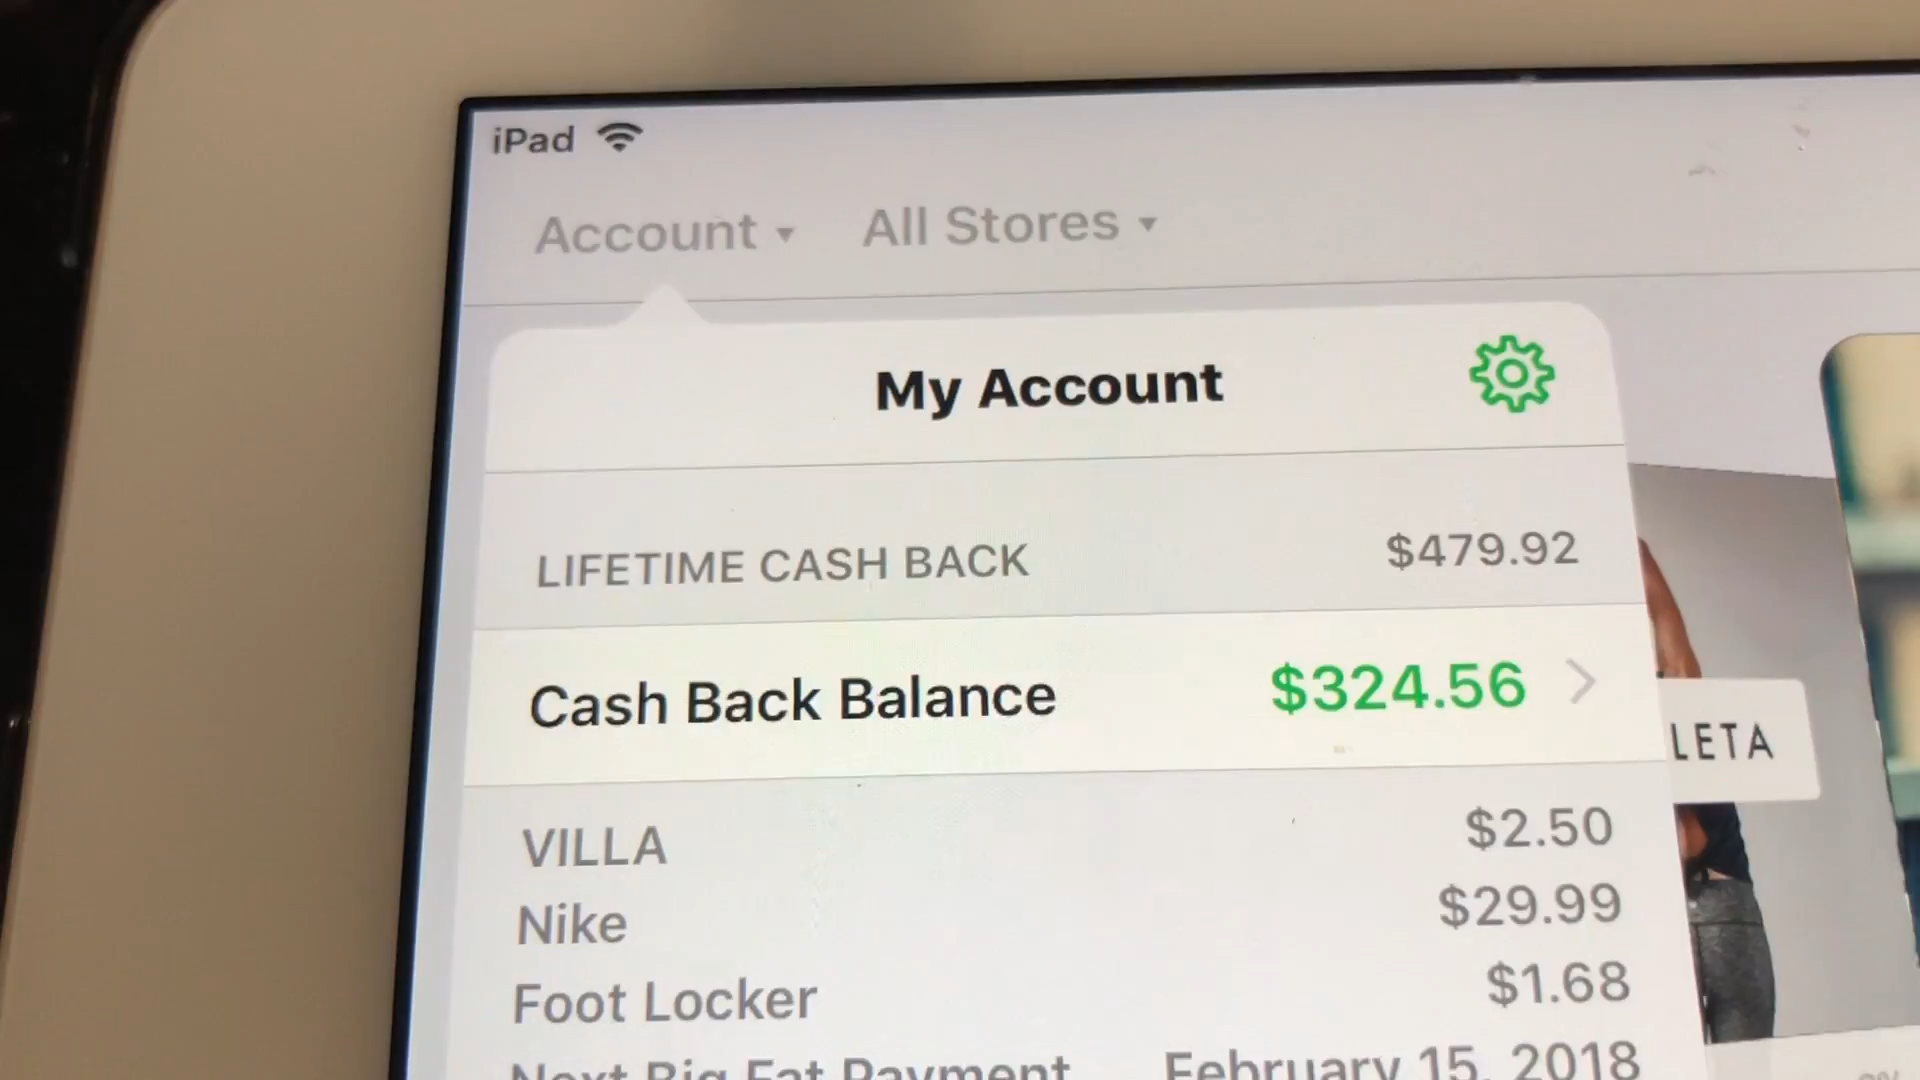 iPad
Account ▾ All Stores ▾
My Account
LIFETIME CASH BACK $479.92
Cash Back Balance $324.56
LETA
VILLA $2.50
Nike $29.99
Foot Locker $1.68
Next Big Fat Payment February 15, 2018